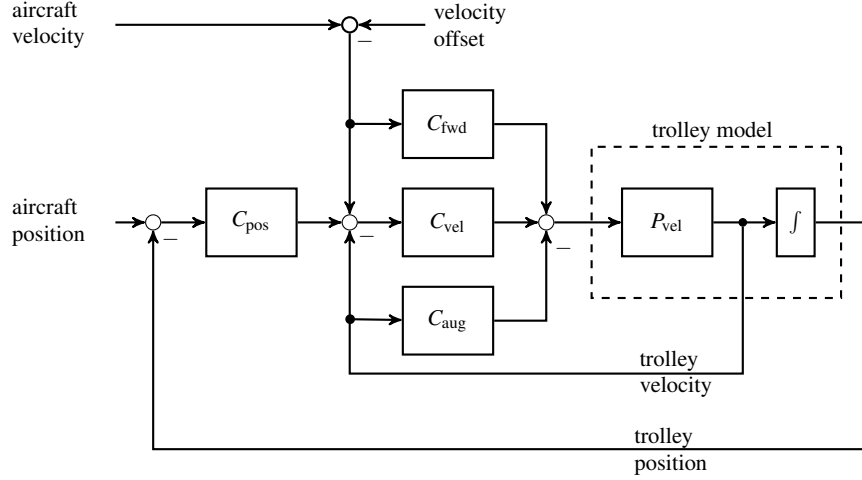 aircraft
velocity
velocity
offset
−
C_fwd
trolley model
aircraft
position
−
C_pos
−
C_vel
−
P_vel
∫
C_aug
trolley
velocity
trolley
position